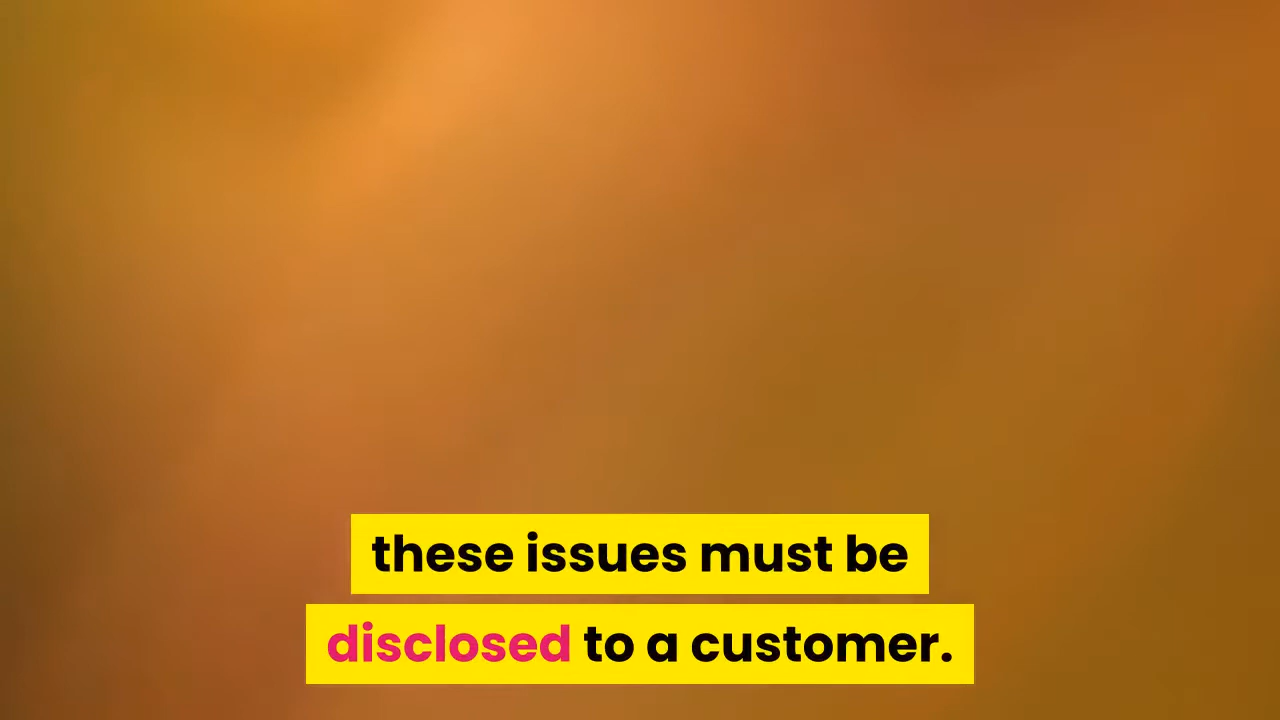 these issues must be
disclosed to a customer.